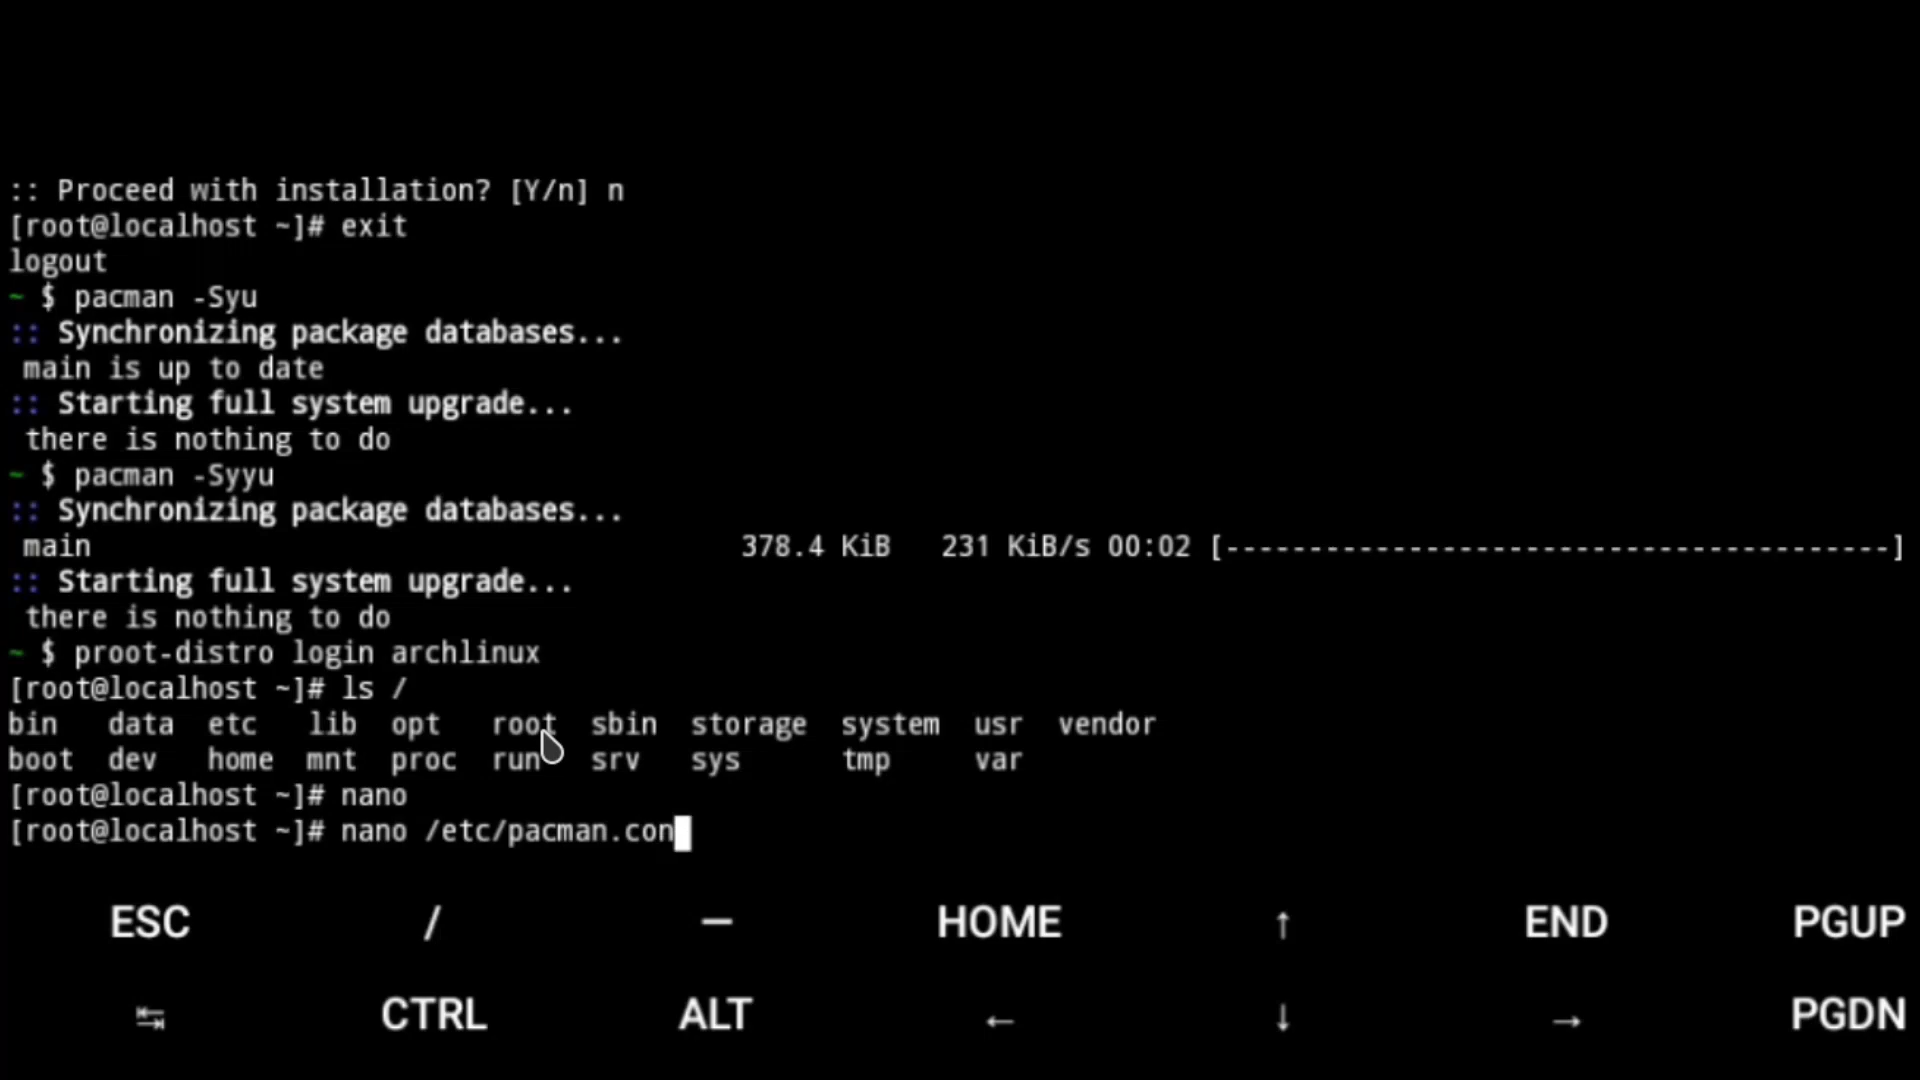 :: Proceed with installation? [Y/n] n
[root@localhost ~]# exit
logout
~ $ pacman -Syu
:: Synchronizing package databases...
 main is up to date
:: Starting full system upgrade...
 there is nothing to do
~ $ pacman -Syyu
:: Synchronizing package databases...
 main 378.4 KiB 231 KiB/s 00:02 [----------------------------------------]
:: Starting full system upgrade...
 there is nothing to do
~ $ proot-distro login archlinux
[root@localhost ~]# ls /
bin data etc lib opt root sbin storage system usr vendor
boot dev home mnt proc run srv sys tmp var
[root@localhost ~]# nano
[root@localhost ~]# nano /etc/pacman.con
ESC / — HOME ↑ END PGUP
↹ CTRL ALT ← ↓ → PGDN